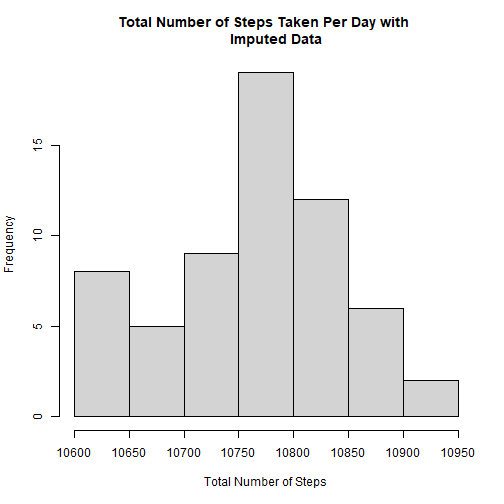 Total Number of Steps Taken Per Day with
Imputed Data
Frequency
15
10
5
0
10600 10650 10700 10750 10800 10850 10900 10950
Total Number of Steps